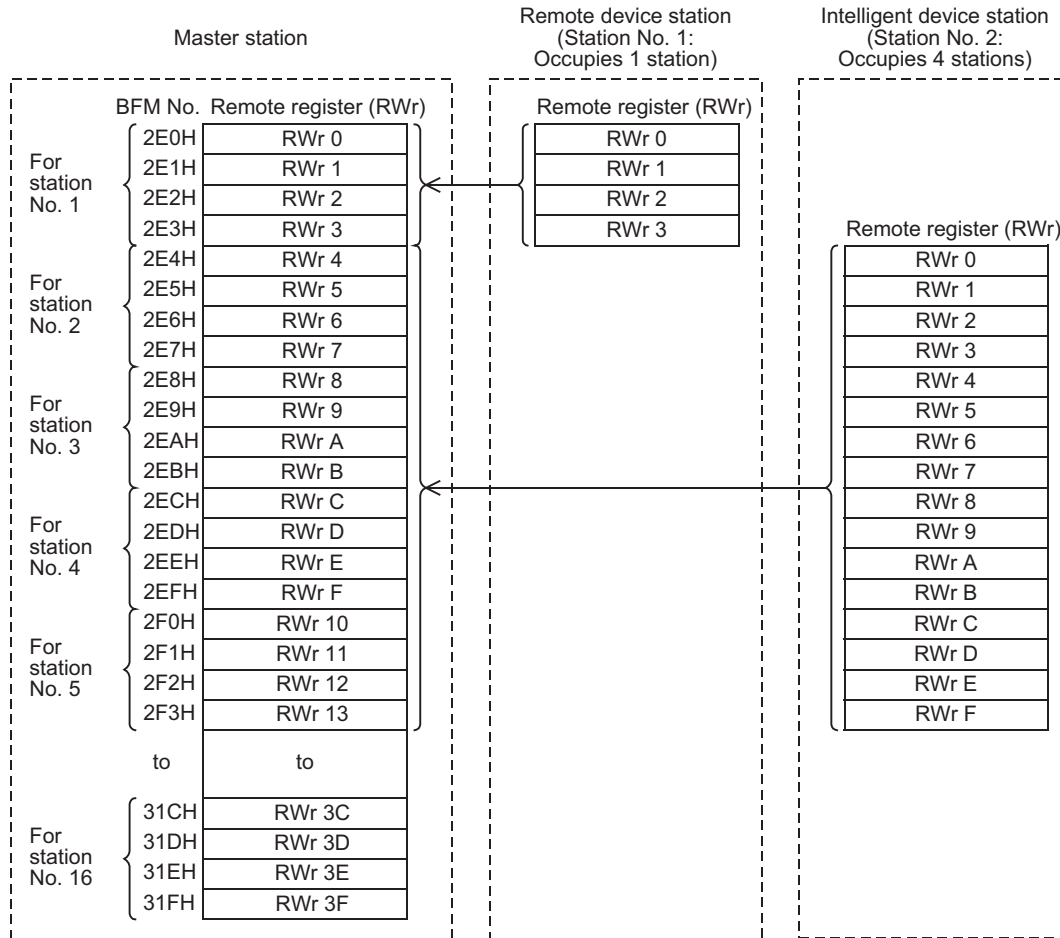 Master station
Remote device station
(Station No. 1:
Occupies 1 station)
Intelligent device station
(Station No. 2:
Occupies 4 stations)
BFM No. Remote register (RWr)
For
station
No. 1
2E0H RWr 0
2E1H RWr 1
2E2H RWr 2
2E3H RWr 3
For
station
No. 2
2E4H RWr 4
2E5H RWr 5
2E6H RWr 6
2E7H RWr 7
For
station
No. 3
2E8H RWr 8
2E9H RWr 9
2EAH RWr A
2EBH RWr B
For
station
No. 4
2ECH RWr C
2EDH RWr D
2EEH RWr E
2EFH RWr F
For
station
No. 5
2F0H RWr 10
2F1H RWr 11
2F2H RWr 12
2F3H RWr 13
to to
For
station
No. 16
31CH RWr 3C
31DH RWr 3D
31EH RWr 3E
31FH RWr 3F
Remote register (RWr)
RWr 0
RWr 1
RWr 2
RWr 3
Remote register (RWr)
RWr 0
RWr 1
RWr 2
RWr 3
RWr 4
RWr 5
RWr 6
RWr 7
RWr 8
RWr 9
RWr A
RWr B
RWr C
RWr D
RWr E
RWr F